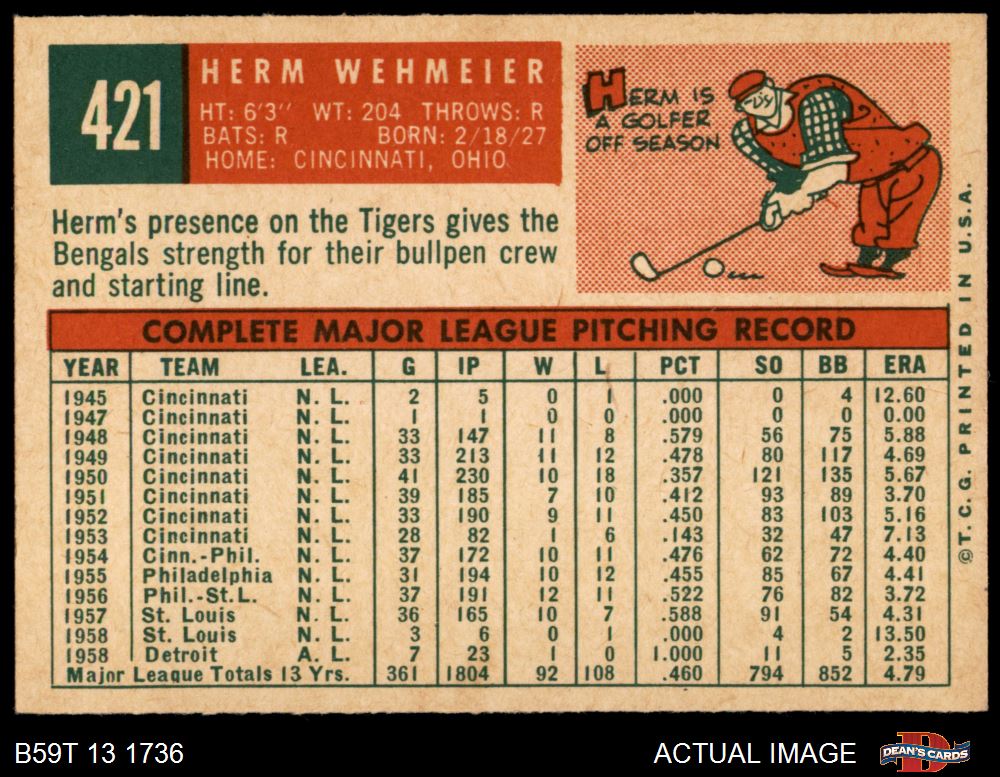 421
HERM WEHMEIER
HT: 6'3'' WT: 204 THROWS: R
BATS: R BORN: 2/18/27
HOME: CINCINNATI, OHIO
HERM IS
A GOLFER
OFF SEASON
Herm's presence on the Tigers gives the
Bengals strength for their bullpen crew
and starting line.
COMPLETE MAJOR LEAGUE PITCHING RECORD
YEAR TEAM LEA. G IP W L PCT SO BB ERA
1945 Cincinnati N. L. 2 5 0 1 .000 0 4 12.60
1947 Cincinnati N. L. 1 1 0 0 .000 0 0 0.00
1948 Cincinnati N. L. 33 147 11 8 .579 56 75 5.88
1949 Cincinnati N. L. 33 213 11 12 .478 80 117 4.69
1950 Cincinnati N. L. 41 230 10 18 .357 121 135 5.67
1951 Cincinnati N. L. 39 185 7 10 .412 93 89 3.70
1952 Cincinnati N. L. 33 190 9 11 .450 83 103 5.16
1953 Cincinnati N. L. 28 82 1 6 .143 32 47 7.13
1954 Cinn.-Phil. N. L. 37 172 10 11 .476 62 72 4.40
1955 Philadelphia N. L. 31 194 10 12 .455 85 67 4.41
1956 Phil.-St.L. N. L. 37 191 12 11 .522 76 82 3.72
1957 St. Louis N. L. 36 165 10 7 .588 91 54 4.31
1958 St. Louis N. L. 3 6 0 1 .000 4 2 13.50
1958 Detroit A. L. 7 23 1 0 1.000 11 5 2.35
Major League Totals 13 Yrs. 361 1804 92 108 .460 794 852 4.79
©T.C.G. PRINTED IN U.S.A.
B59T 13 1736
ACTUAL IMAGE
DEAN'S CARDS